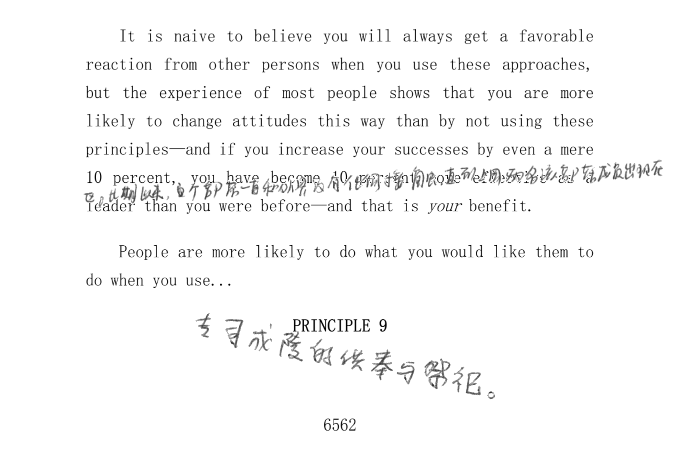 It is naive to believe you will always get a favorable
reaction from other persons when you use these approaches,
but the experience of most people shows that you are more
likely to change attitudes this way than by not using these
principles—and if you increase your successes by even a mere
10 percent, you have become 10 percent more effective as a
leader than you were before—and that is your benefit.
People are more likely to do what you would like them to
do when you use...
PRINCIPLE 9
专司成陵的供奉与祭祀。
6562